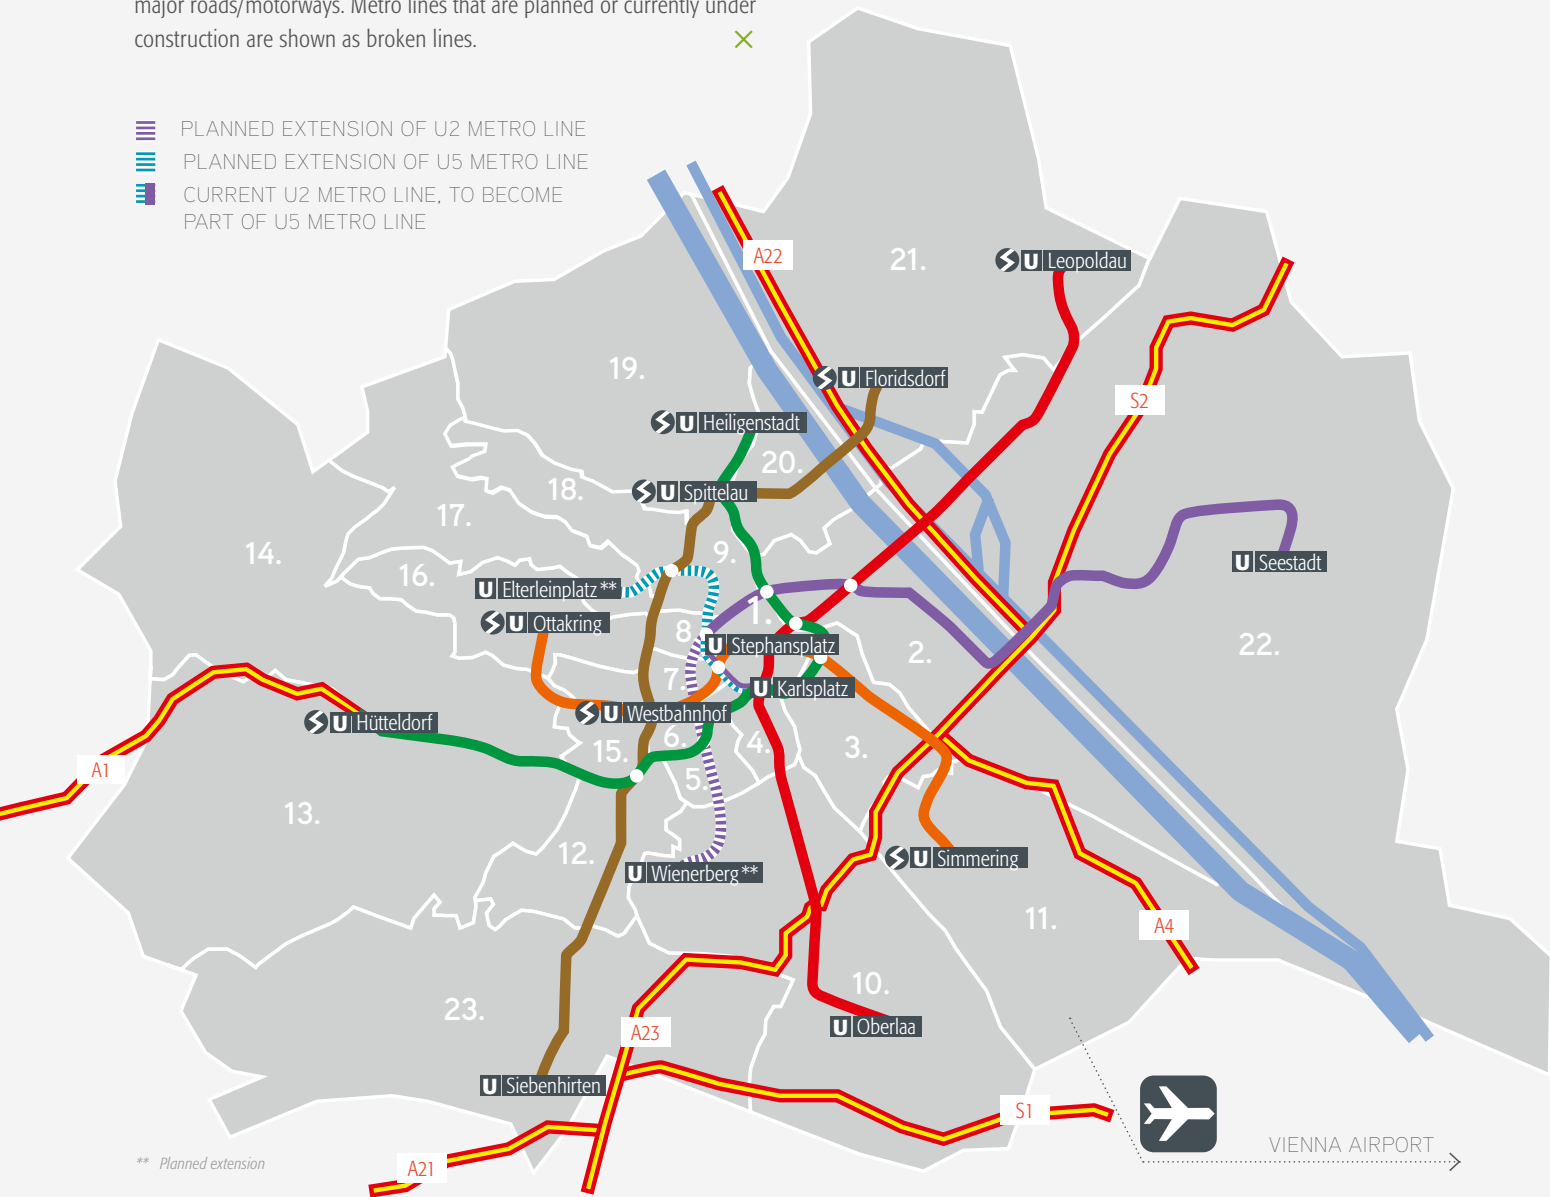 major roads/motorways. Metro lines that are planned or currently under
construction are shown as broken lines.
PLANNED EXTENSION OF U2 METRO LINE
PLANNED EXTENSION OF U5 METRO LINE
CURRENT U2 METRO LINE, TO BECOME
PART OF U5 METRO LINE
A22
21.
S U Leopoldau
19.
S U Floridsdorf
S2
S U Heiligenstadt
20.
18.
S U Spittelau
17.
14.
9.
16.
U Seestadt
U Elterleinplatz**
1.
S U Ottakring
8.
U Stephansplatz
2.
22.
7.
U Karlsplatz
S U Westbahnhof
S U Hütteldorf
6.
4.
3.
15.
A1
5.
13.
12.
S U Simmering
U Wienerberg**
11.
A4
10.
23.
U Oberlaa
A23
U Siebenhirten
S1
VIENNA AIRPORT
** Planned extension
A21